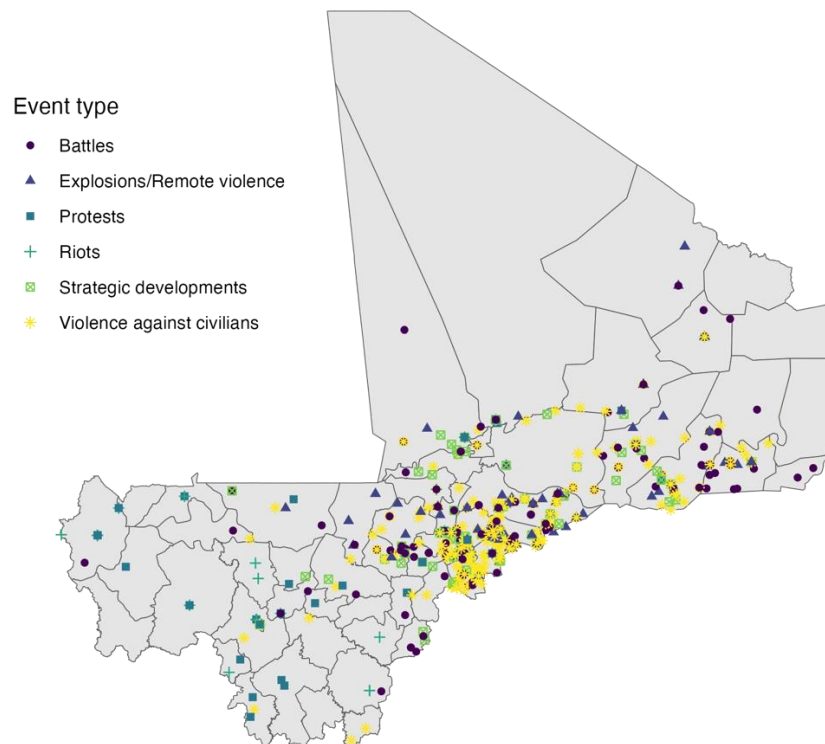 Event type
Battles
Explosions/Remote violence
Protests
Riots
Strategic developments
Violence against civilians